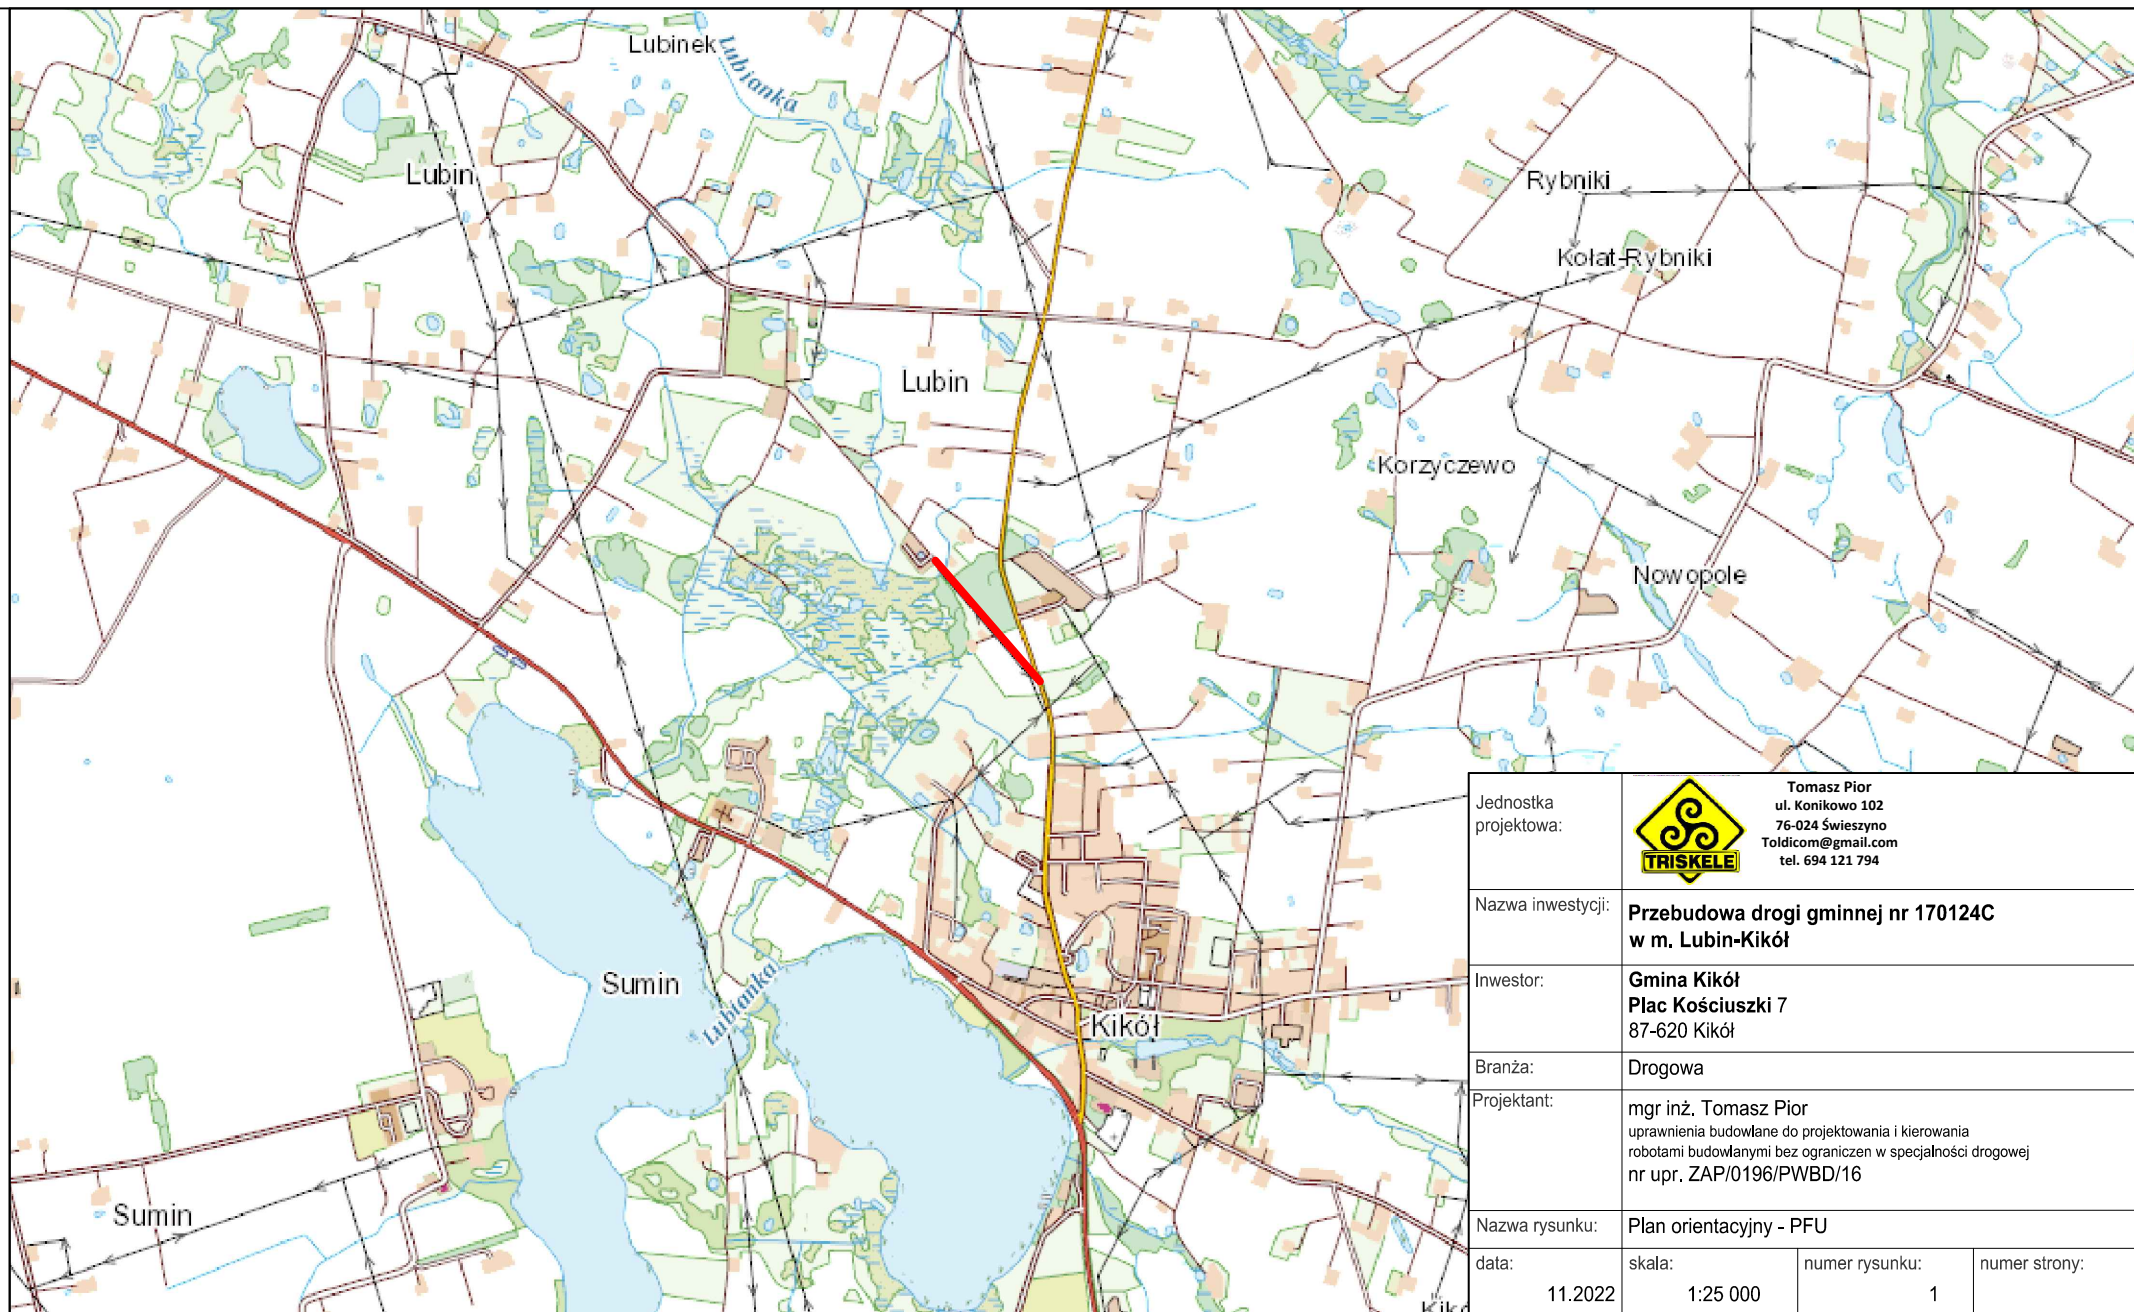 Lubinek
Lubianka
Lubin
Rybniki
Kołat-Rybniki
Lubin
Korzyczewo
Nowopole
Sumin
Lubianka
Kikół
Sumin
Jednostka
projektowa:
TRISKELE
Tomasz Pior
ul. Konikowo 102
76-024 Świeszyno
Toldicom@gmail.com
tel. 694 121 794
Nazwa inwestycji:
Przebudowa drogi gminnej nr 170124C
w m. Lubin-Kikół
Inwestor:
Gmina Kikół
Plac Kościuszki 7
87-620 Kikół
Branża:
Drogowa
Projektant:
mgr inż. Tomasz Pior
uprawnienia budowlane do projektowania i kierowania
robotami budowlanymi bez ograniczen w specjalności drogowej
nr upr. ZAP/0196/PWBD/16
Nazwa rysunku:
Plan orientacyjny - PFU
data:
11.2022
skala:
1:25 000
numer rysunku:
1
numer strony: